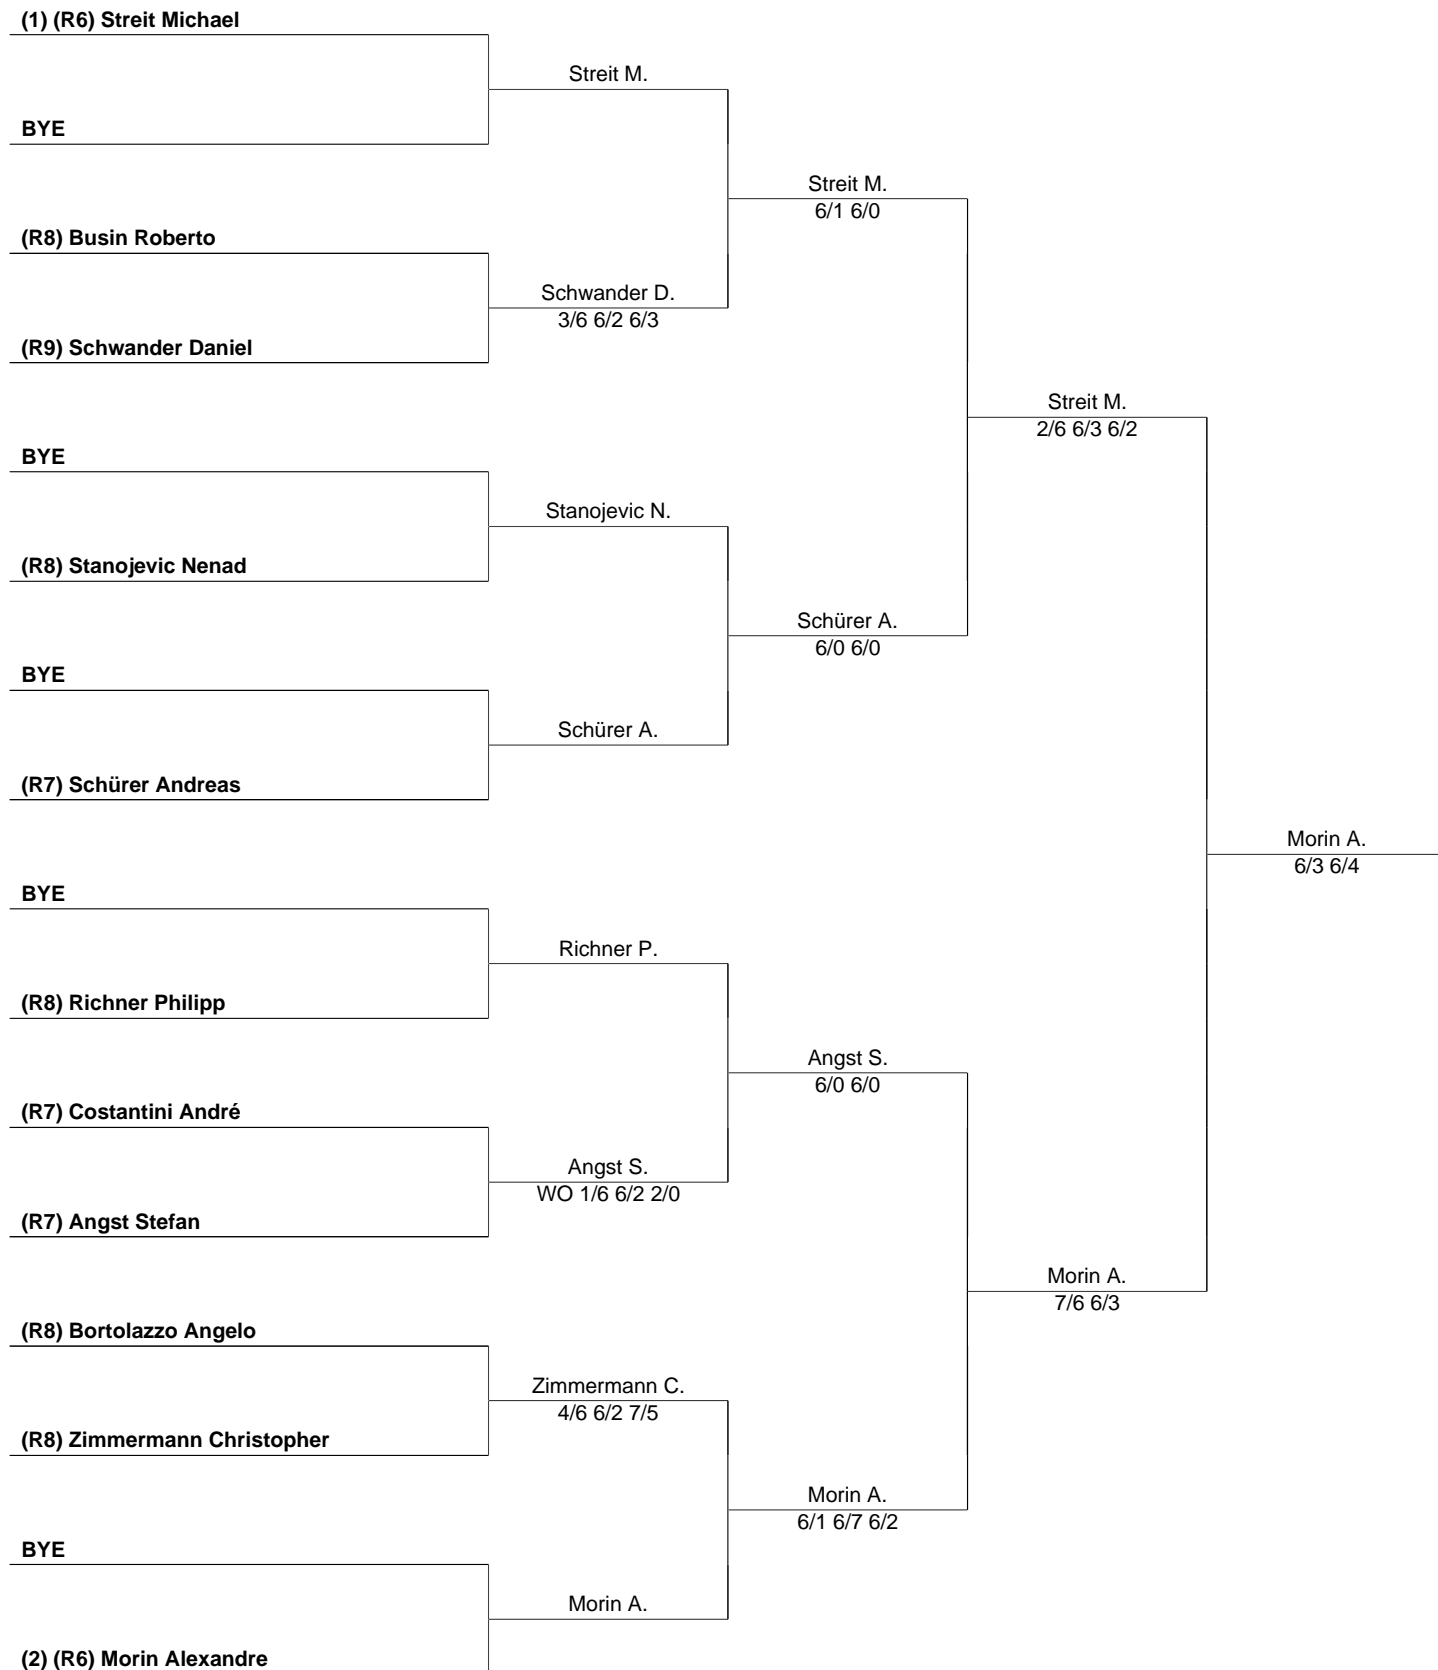 (1) (R6) Streit Michael
Streit M.
BYE
Streit M.
6/1 6/0
(R8) Busin Roberto
Schwander D.
3/6 6/2 6/3
(R9) Schwander Daniel
Streit M.
2/6 6/3 6/2
BYE
Stanojevic N.
(R8) Stanojevic Nenad
Schürer A.
6/0 6/0
BYE
Schürer A.
(R7) Schürer Andreas
Morin A.
6/3 6/4
BYE
Richner P.
(R8) Richner Philipp
Angst S.
6/0 6/0
(R7) Costantini André
Angst S.
WO 1/6 6/2 2/0
(R7) Angst Stefan
Morin A.
7/6 6/3
(R8) Bortolazzo Angelo
Zimmermann C.
4/6 6/2 7/5
(R8) Zimmermann Christopher
Morin A.
6/1 6/7 6/2
BYE
Morin A.
(2) (R6) Morin Alexandre